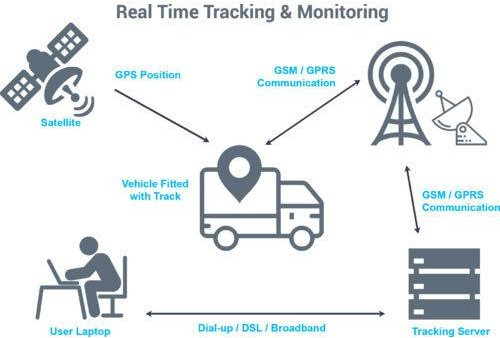 Real Time Tracking & Monitoring
GPS Position
GSM / GPRS
Communication
Satellite
Vehicle Fitted
with Track
GSM / GPRS
Communication
User Laptop
Dial-up / DSL / Broadband
Tracking Server